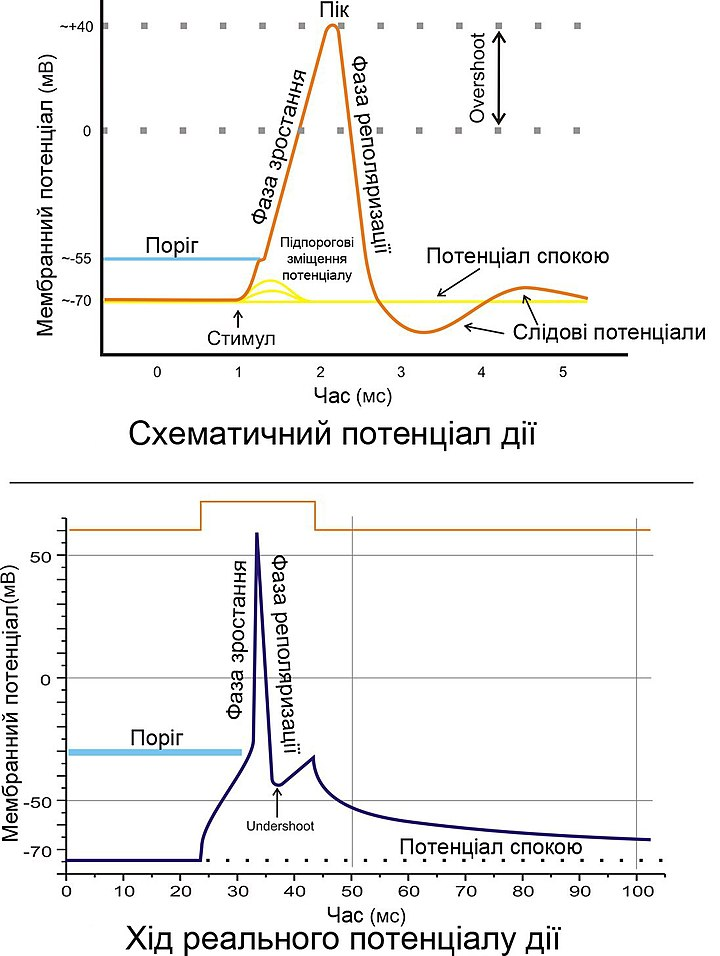 Пік
~+40
Мембранний потенціал (мВ)
Фаза зростання
Фаза реполяризації
Overshoot
0
~-55
Поріг
Підпорогові
зміщення
потенціалу
Потенціал спокою
~-70
Стимул
Слідові потенціали
0 1 2 3 4 5
Час (мс)
Схематичний потенціал дії
50
Мембранний потенціал(мВ)
Фаза зростання
Фаза реполяризації
0
Поріг
-50
Undershoot
-70
Потенціал спокою
0 10 20 30 40 50 60 70 80 90 100
Час (мс)
Хід реального потенціалу дії